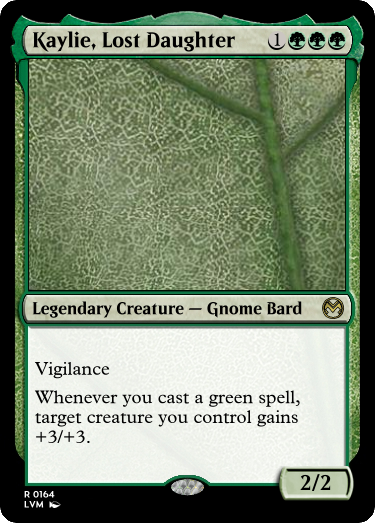 Kaylie, Lost Daughter 1
Legendary Creature — Gnome Bard
Vigilance
Whenever you cast a green spell,
target creature you control gains
+3/+3.
2/2
R 0164
LVM